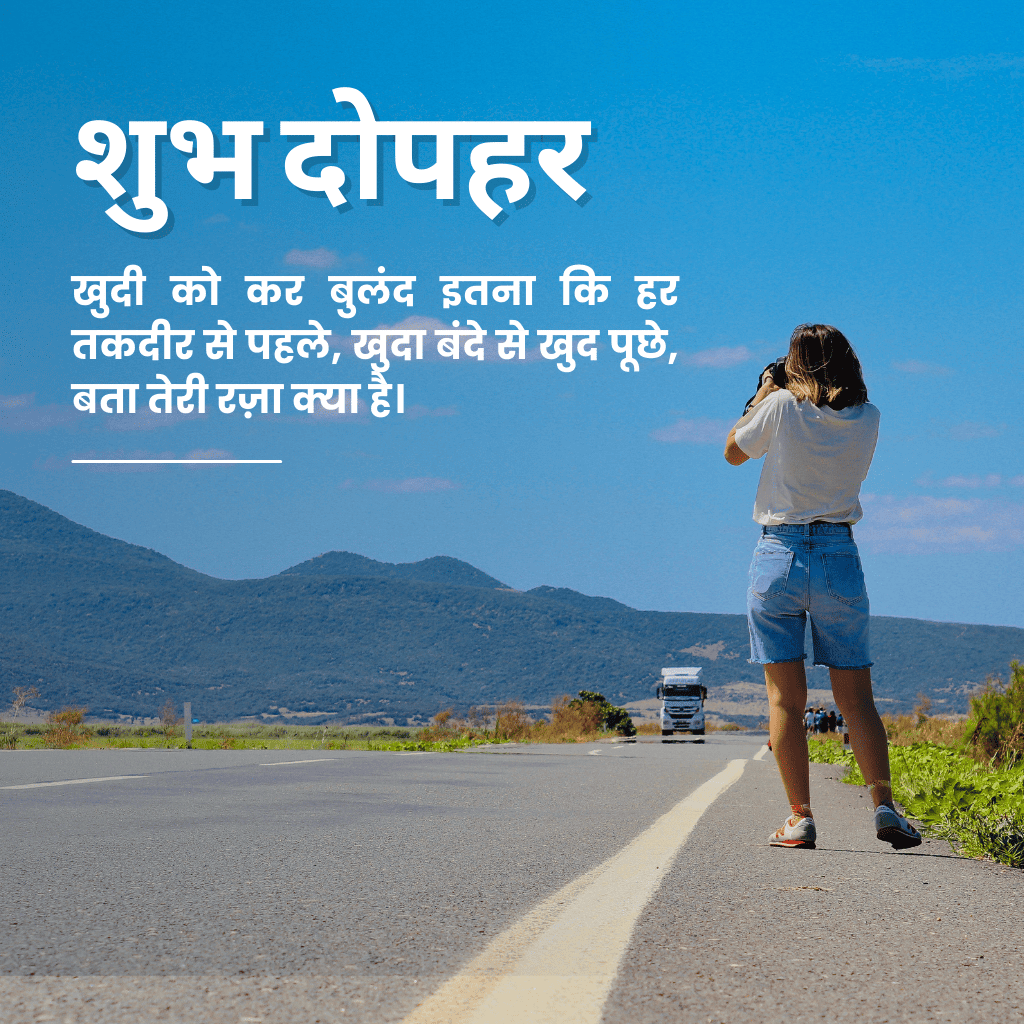 शुभ दोपहर
खुदी को कर बुलंद इतना कि हर
तकदीर से पहले, खुदा बंदे से खुद पूछे,
बता तेरी रज़ा क्या है।